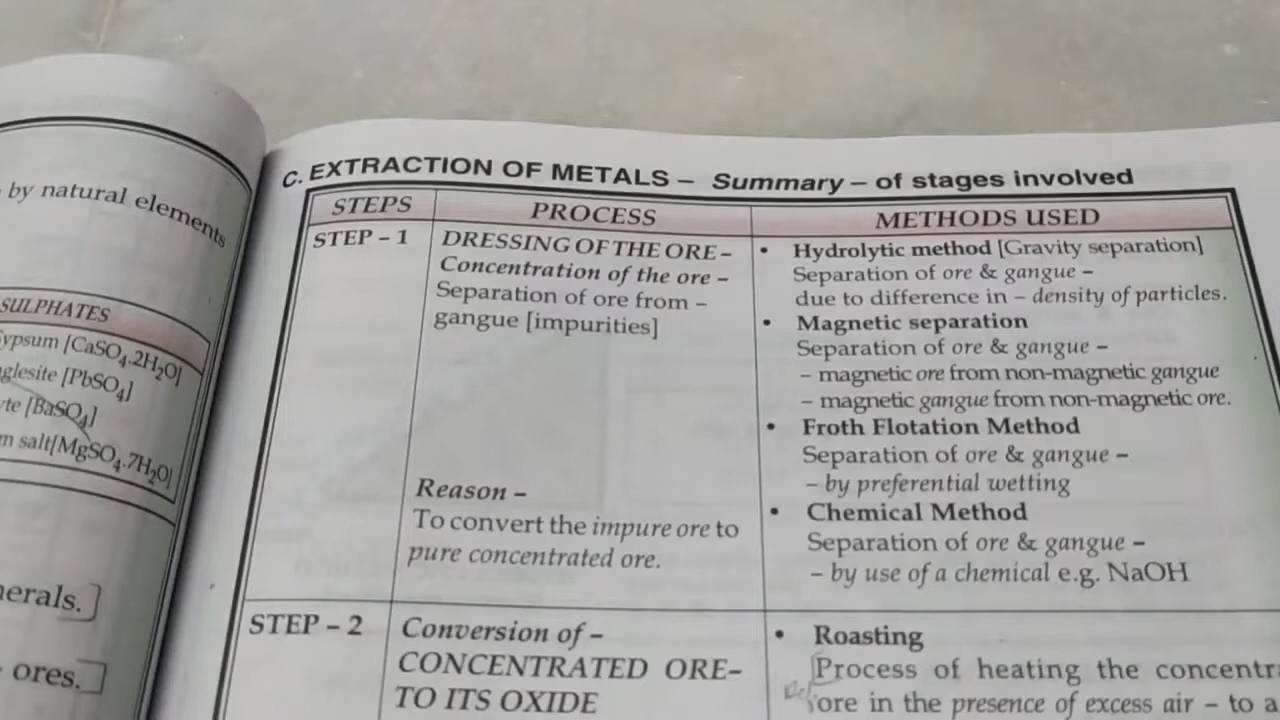 by natural elements
SULPHATES
ypsum [CaSO₄.2H₂O]
glesite [PbSO₄]
yte [BaSO₄]
m salt[MgSO₄.7H₂O]
nerals.]
ores.]
C. EXTRACTION OF METALS – Summary – of stages involved
STEPS PROCESS METHODS USED
STEP – 1
DRESSING OF THE ORE –
Concentration of the ore –
Separation of ore from –
gangue [impurities]
Reason –
To convert the impure ore to
pure concentrated ore.
• Hydrolytic method [Gravity separation]
Separation of ore & gangue –
due to difference in – density of particles.
• Magnetic separation
Separation of ore & gangue –
– magnetic ore from non-magnetic gangue
– magnetic gangue from non-magnetic ore.
• Froth Flotation Method
Separation of ore & gangue –
– by preferential wetting
• Chemical Method
Separation of ore & gangue –
– by use of a chemical e.g. NaOH
STEP – 2
Conversion of –
CONCENTRATED ORE–
TO ITS OXIDE
• Roasting
Process of heating the concentr
ore in the presence of excess air – to a